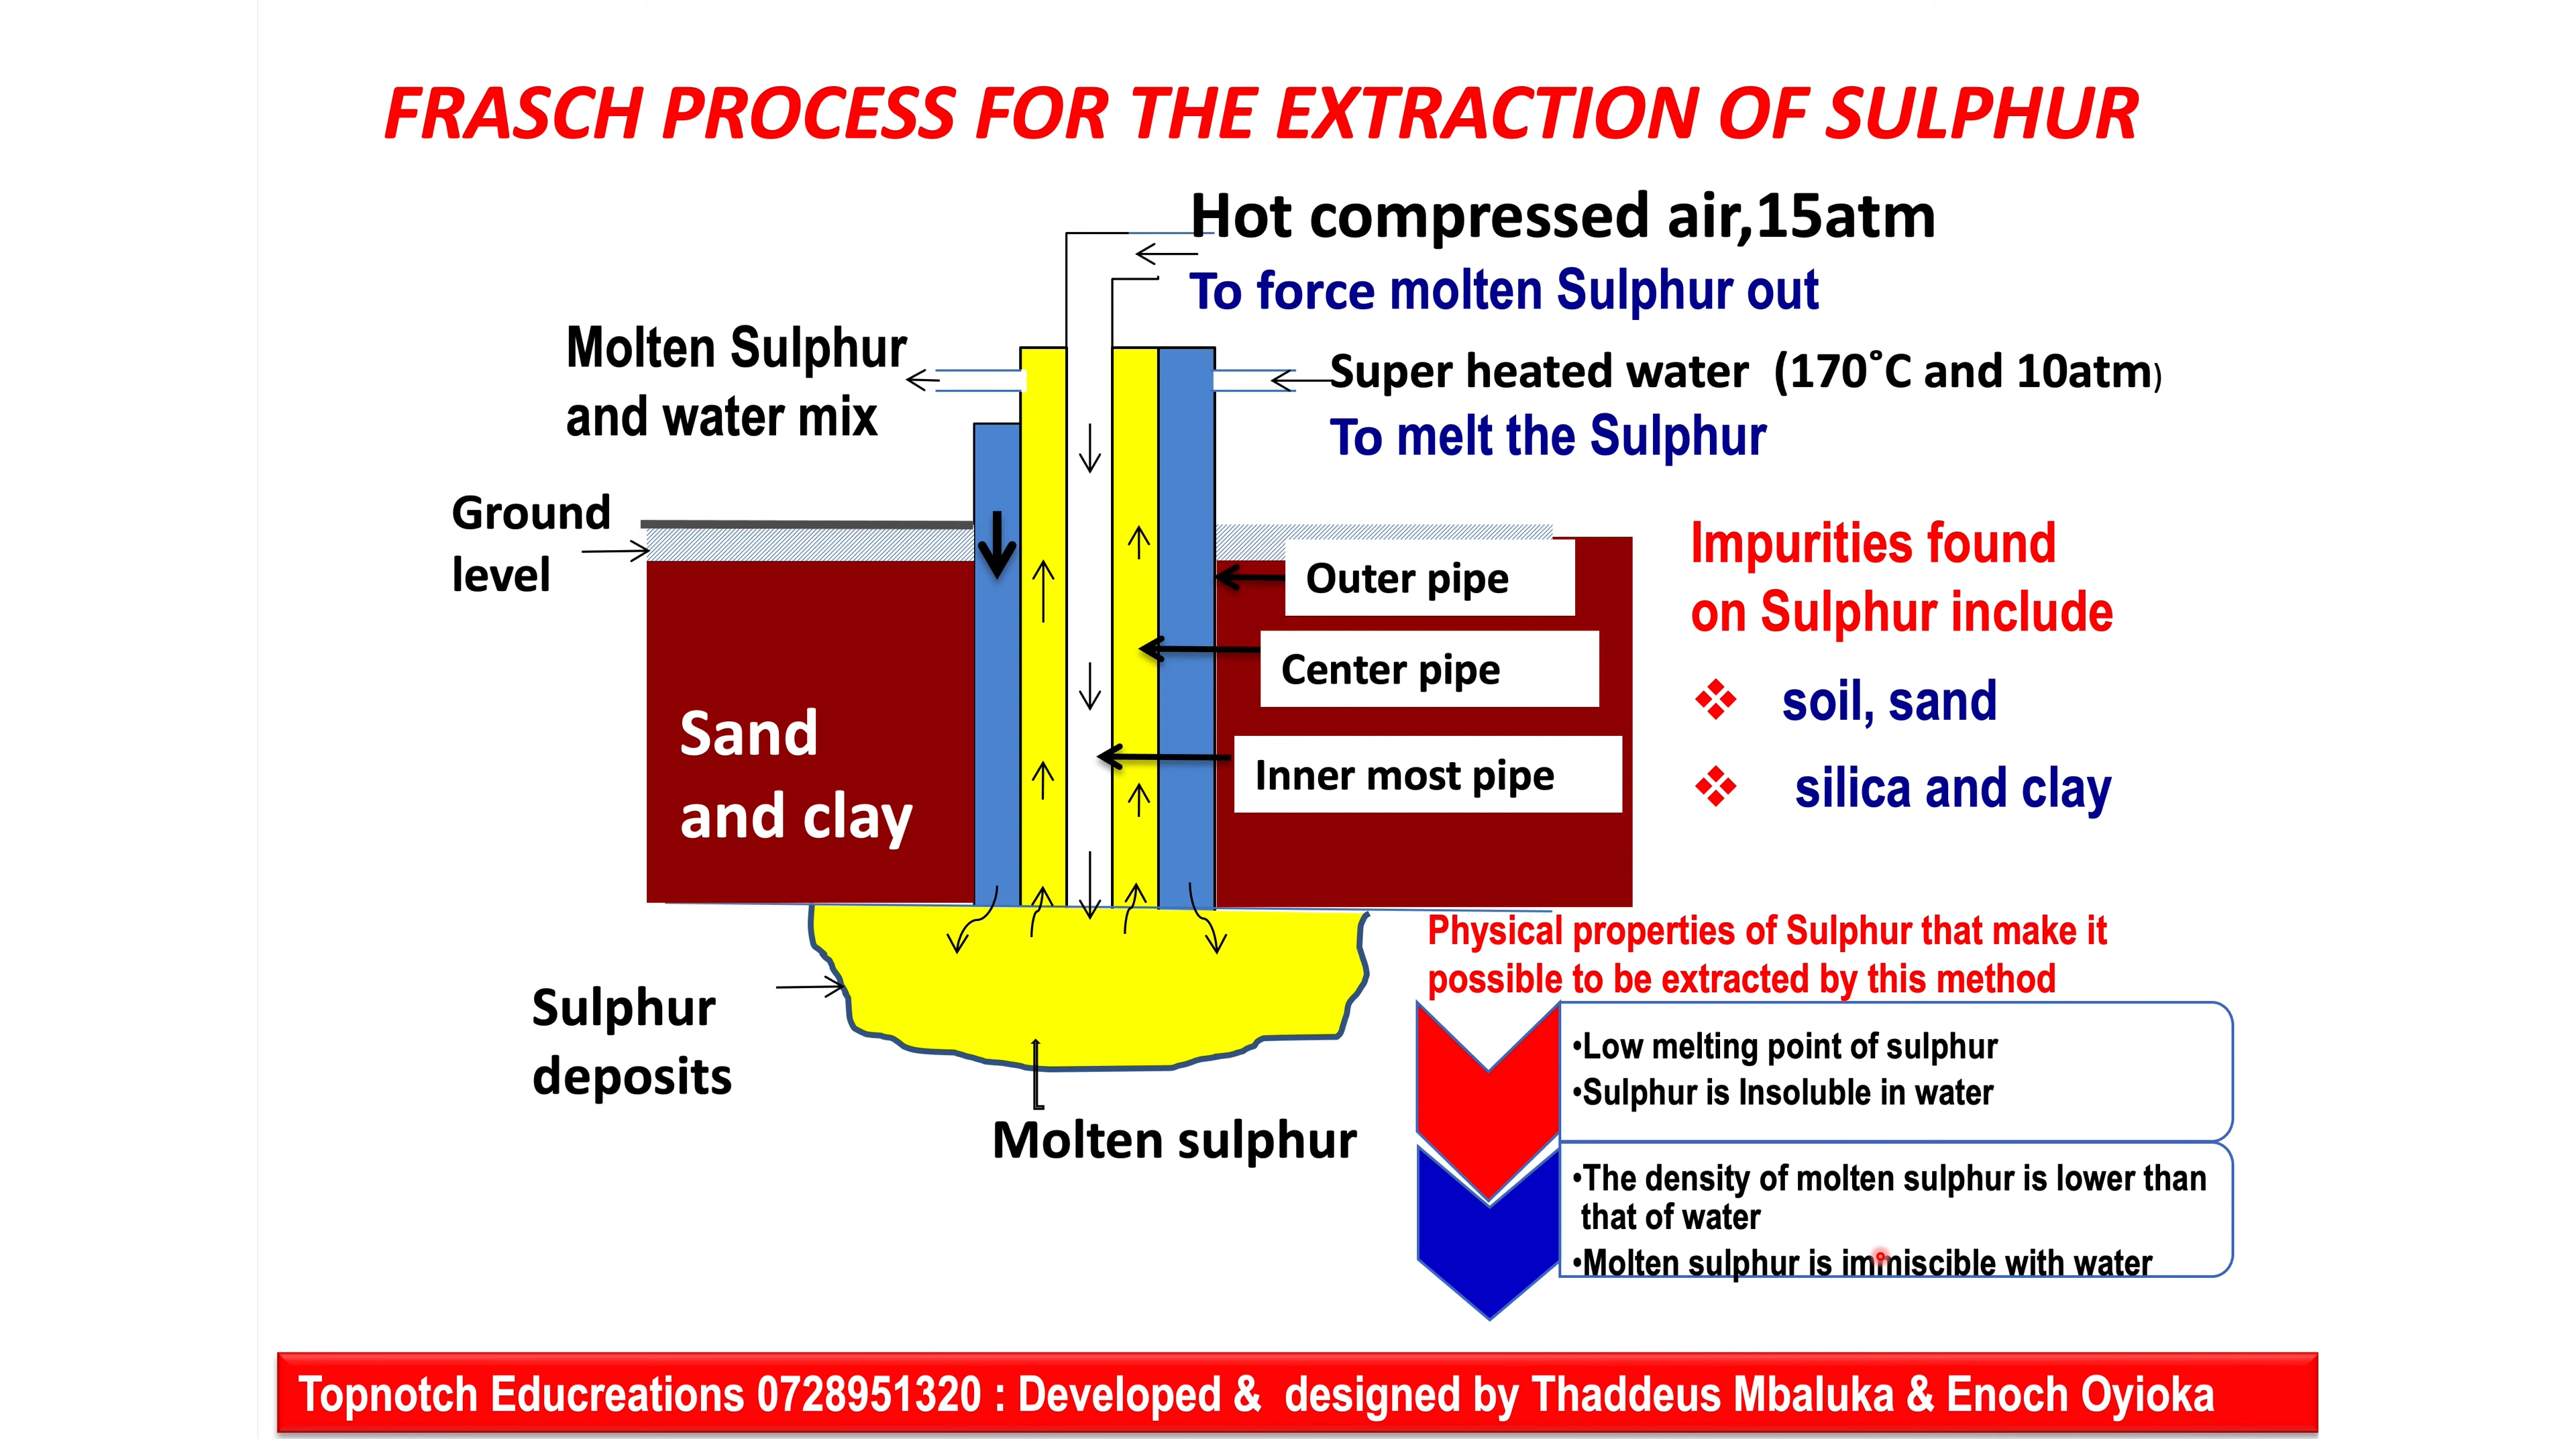 FRASCH PROCESS FOR THE EXTRACTION OF SULPHUR
Hot compressed air,15atm
To force molten Sulphur out
Molten Sulphur
and water mix
Super heated water (170°C and 10atm)
To melt the Sulphur
Ground
level
Outer pipe
Center pipe
Inner most pipe
Sand
and clay
Impurities found
on Sulphur include
❖ soil, sand
❖ silica and clay
Sulphur
deposits
Molten sulphur
Physical properties of Sulphur that make it
possible to be extracted by this method
•Low melting point of sulphur
•Sulphur is Insoluble in water
•The density of molten sulphur is lower than
that of water
•Molten sulphur is immiscible with water
Topnotch Educreations 0728951320 : Developed & designed by Thaddeus Mbaluka & Enoch Oyioka